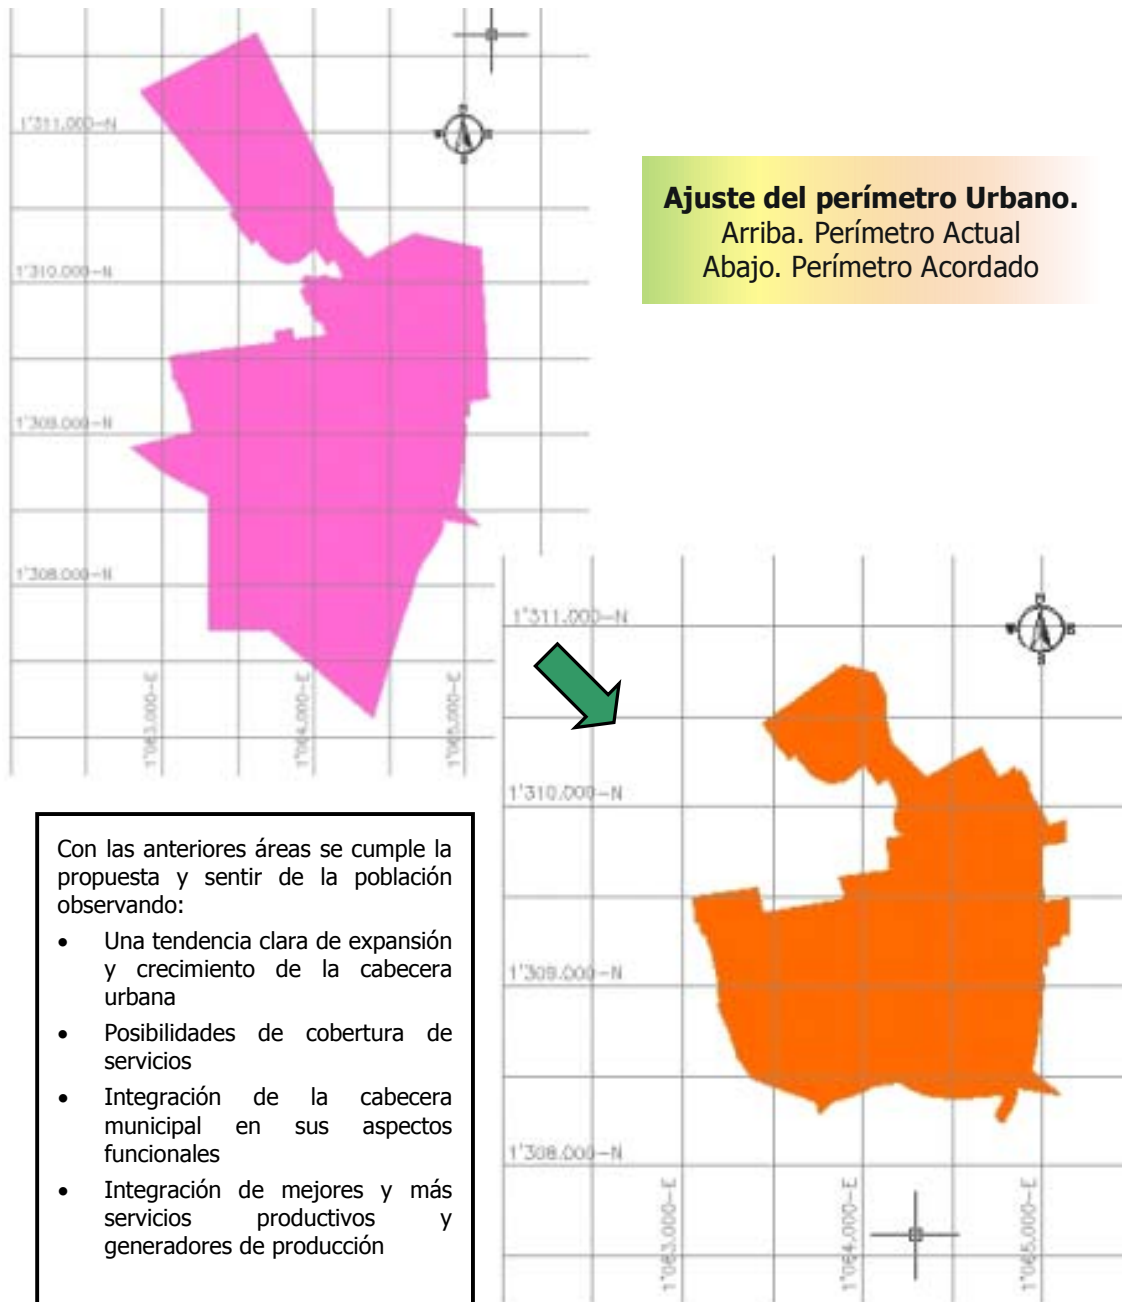 1'311.000-N
1'310.000-N
1'309.000-N
1'308.000-N
1'063.000-E
1'064.000-E
1'065.000-E
Ajuste del perímetro Urbano.
Arriba. Perímetro Actual
Abajo. Perímetro Acordado
1'311.000-N
1'310.000-N
1'309.000-N
1'308.000-N
1'063.000-E
1'064.000-E
1'065.000-E
Con las anteriores áreas se cumple la
propuesta y sentir de la población
observando:
• Una tendencia clara de expansión
y crecimiento de la cabecera
urbana
• Posibilidades de cobertura de
servicios
• Integración de la cabecera
municipal en sus aspectos
funcionales
• Integración de mejores y más
servicios productivos y
generadores de producción